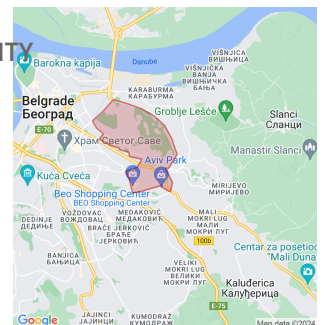 ITY
Barokna kapija
Danube
VIŠNJICA
ВИШЊИЦА
VIŠNJIČKA
BANJA
ВИШЊИЧКА
БАЊА
KARABURMA
КАРАБУРМА
Belgrade
Београд
Groblje Lešće
Slanci
Сланци
E-70
Храм Светог Саве
Manastir Slanci
Aviv Park
Kuća Cveća
Beo Shopping Center
BEO Shopping Center
MIRIJEVO
МИРИЈЕВО
DEDINJE
ДЕДИЊЕ
VOŽDOVAC
ВОЖДОВАЦ
MEDAKOVIĆ
МЕДАКОВИЋ
BRAĆE JERKOVIĆ
БРАЋЕ
ЈЕРКОВИЋ
MALI
MOKRI LUG
МАЛИ
МОКРИ ЛУГ
100b
Centar za posetioc
"Mali Duna
BANJICA
БАЊИЦА
VELIKI
MOKRI LUG
ВЕЛИКИ
МОКРИ ЛУГ
Kaluđerica
Калуђерица
E-75
JAJINCI
ЈАЈИНЦИ
KUMODRAŽ
КУМОДРАЖ
Google
Map data ©2024